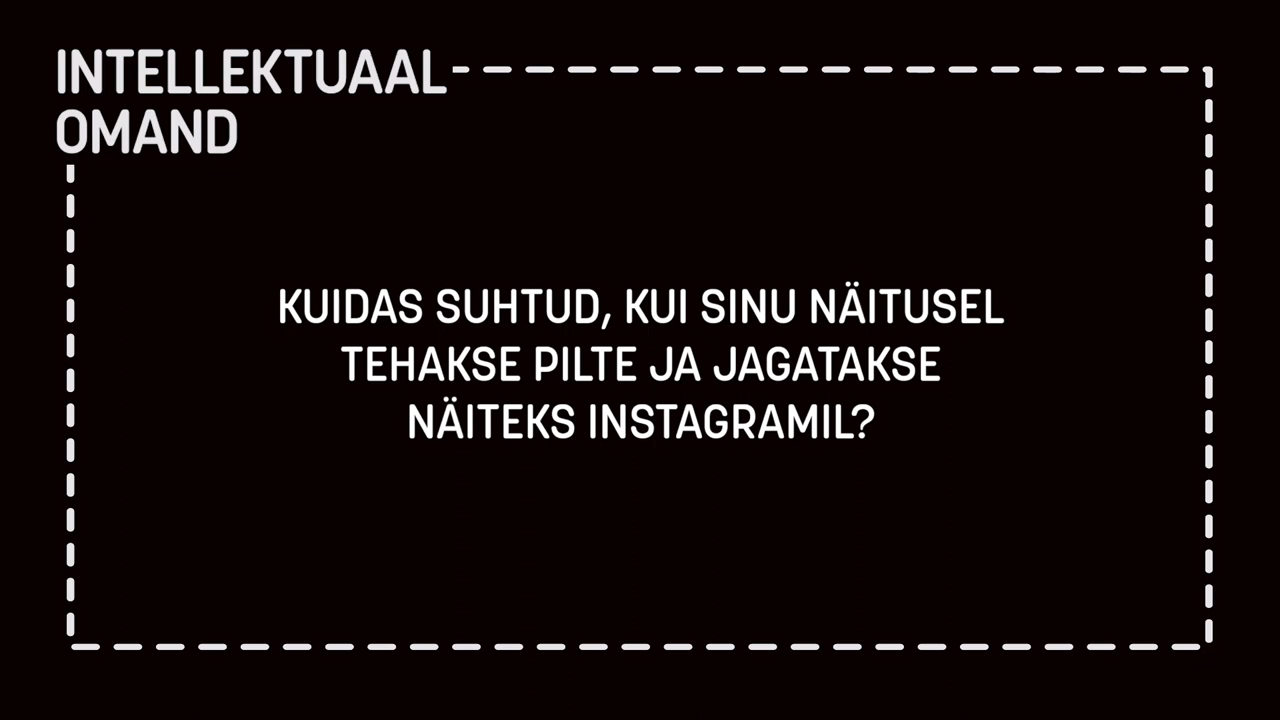 INTELLEKTUAAL
OMAND
KUIDAS SUHTUD, KUI SINU NÄITUSEL
TEHAKSE PILTE JA JAGATAKSE
NÄITEKS INSTAGRAMIL?